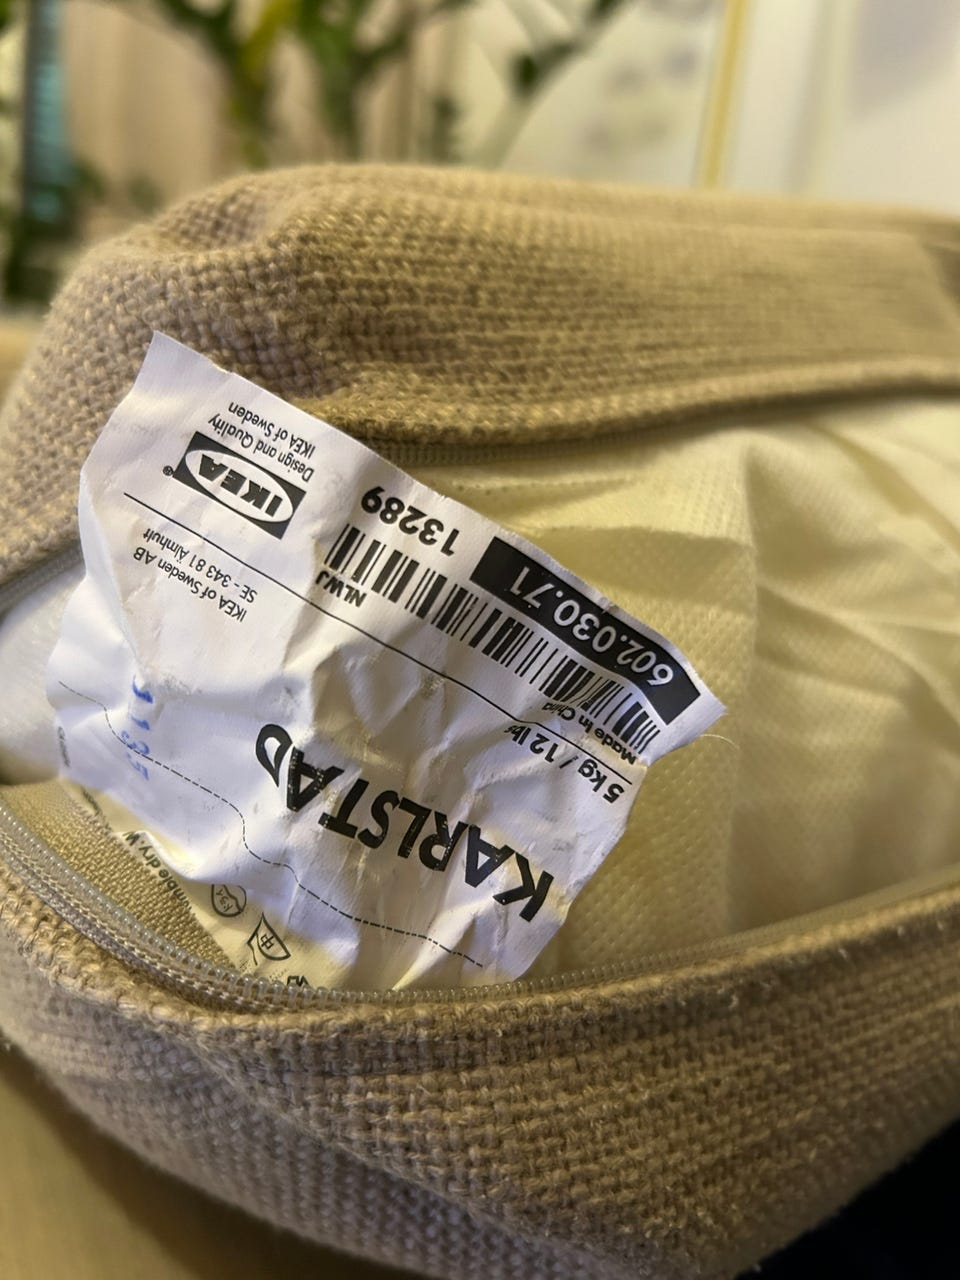 KARLSTAD
5 kg / 12 lb
Made in China
602.030.71
13289
NLWJ
IKEA of Sweden AB
SE - 343 81 Älmhult
IKEA®
Design and Quality
IKEA of Sweden